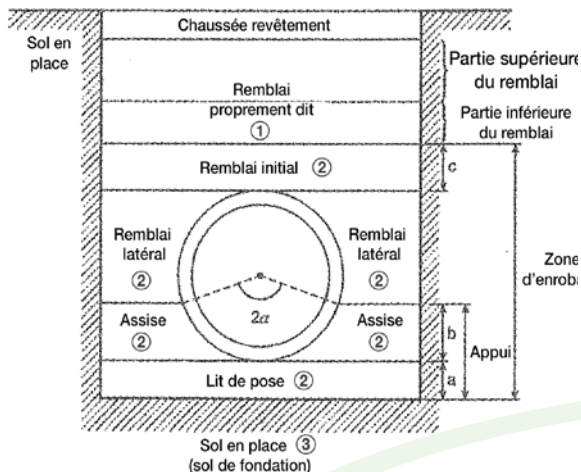 Chaussée revêtement
Sol en
place
Partie supérieure
du remblai
Remblai
proprement dit
①
Partie inférieure
du remblai
Remblai initial ②
c
Remblai
latéral
②
Remblai
latéral
②
Zone
d'enroba
2α
Assise
②
Assise
②
b
Appui
Lit de pose ②
a
Sol en place ③
(sol de fondation)